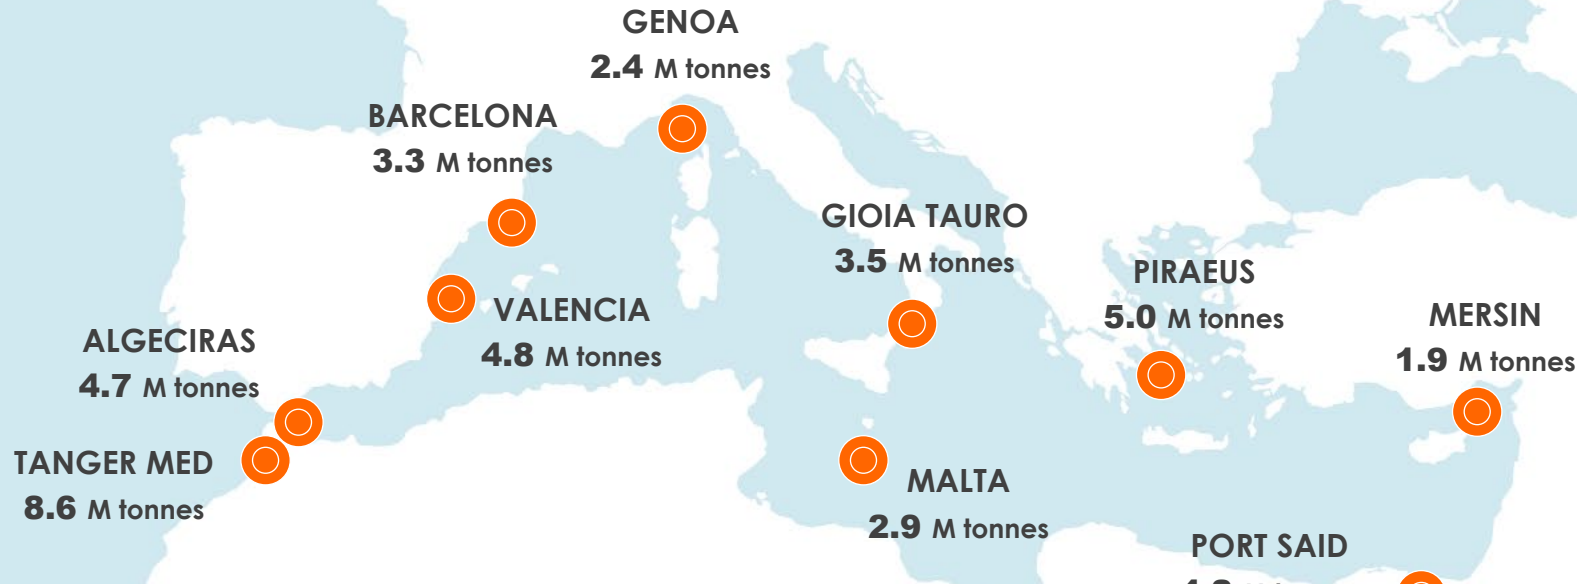 GENOA
2.4 M tonnes
BARCELONA
3.3 M tonnes
GIOIA TAURO
3.5 M tonnes
PIRAEUS
5.0 M tonnes
MERSIN
1.9 M tonnes
VALENCIA
4.8 M tonnes
ALGECIRAS
4.7 M tonnes
TANGER MED
8.6 M tonnes
MALTA
2.9 M tonnes
PORT SAID